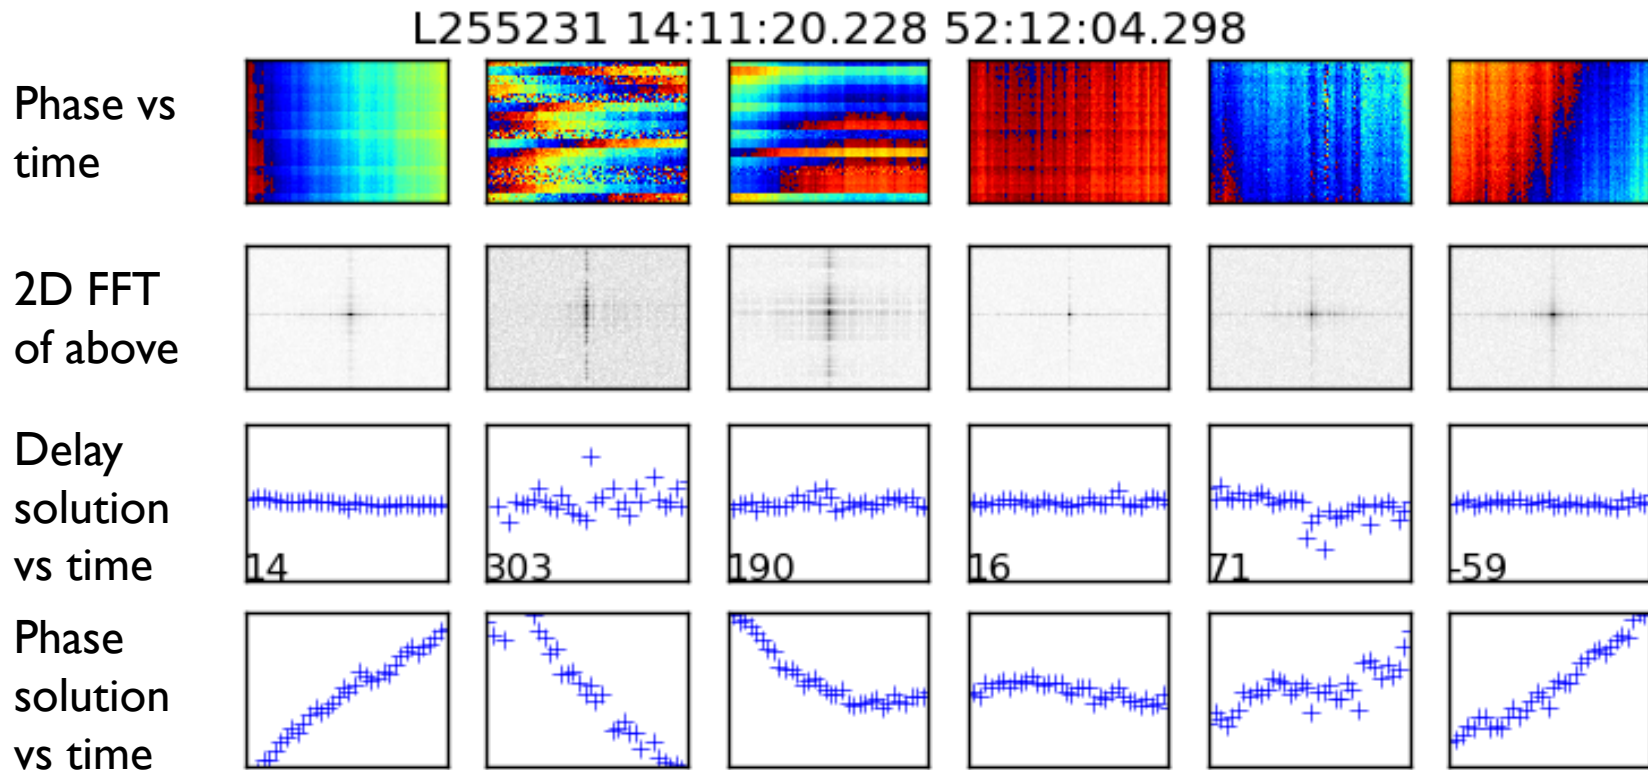 L255231 14:11:20.228 52:12:04.298
Phase vs
time
2D FFT
of above
Delay
solution
vs time
14
303
190
16
71
-59
Phase
solution
vs time